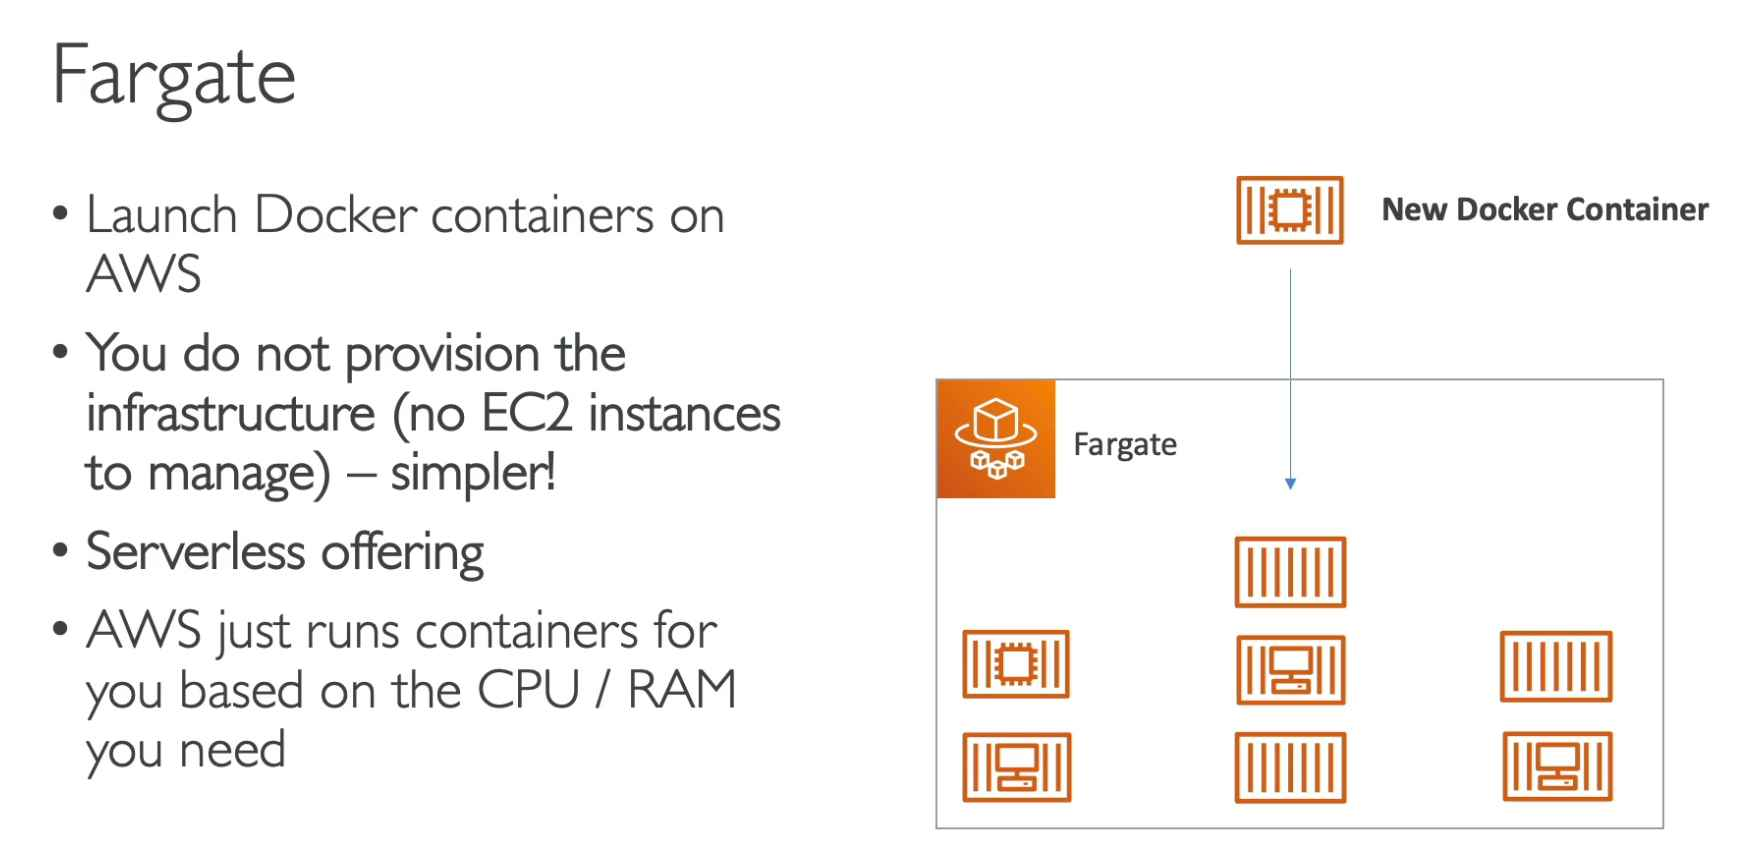 Fargate
• Launch Docker containers on
AWS
• You do not provision the
infrastructure (no EC2 instances
to manage) – simpler!
• Serverless offering
• AWS just runs containers for
you based on the CPU / RAM
you need
New Docker Container
Fargate